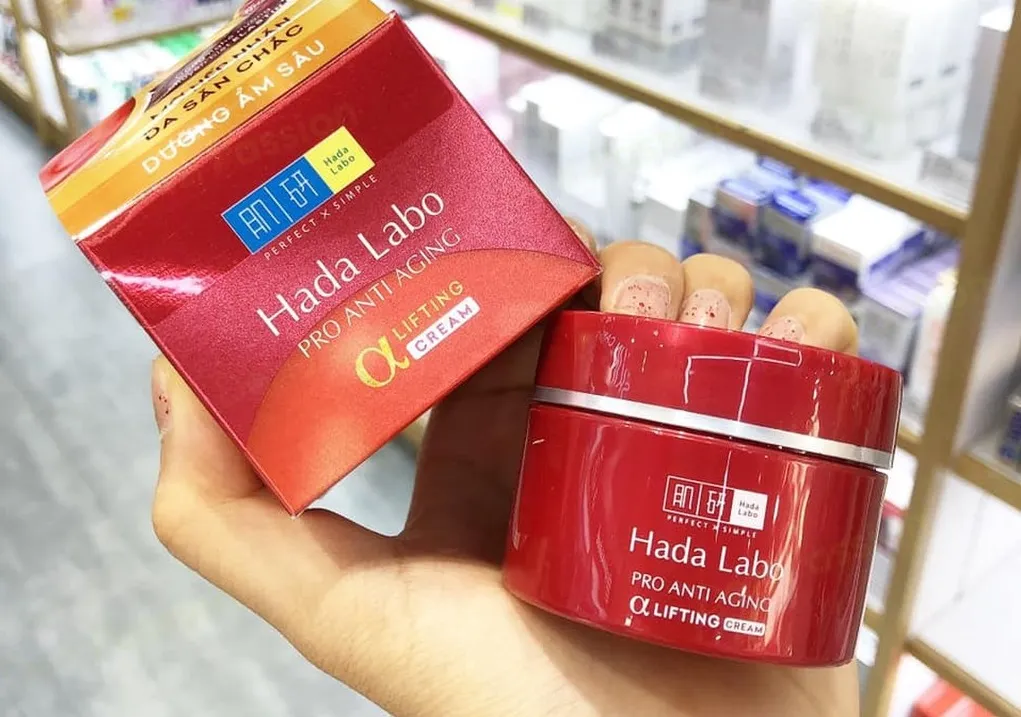 DA SĂN CHẮC
DƯỠNG ẨM SÂU
肌研
Hada
Labo
PERFECT × SIMPLE
Hada Labo
PRO ANTI AGING
α LIFTING
CREAM
肌研
Hada
Labo
PERFECT × SIMPLE
Hada Labo
PRO ANTI AGING
α LIFTING CREAM